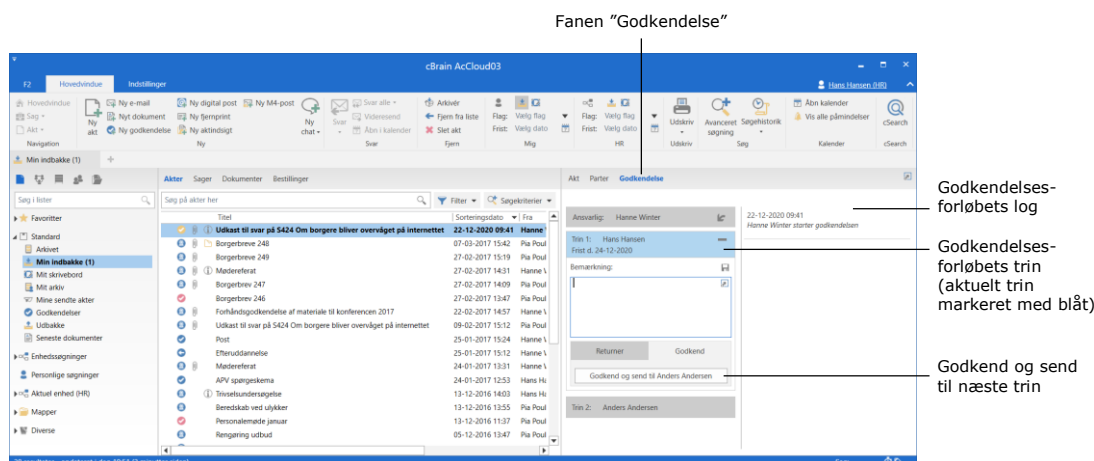 Fanen ”Godkendelse”
cBrain AcCloud03
F2 Hovedvindue Indstillinger Hans Hansen (HR)
Hovedvindue
Sag
Akt
Navigation
Ny akt
Ny e-mail
Nyt dokument
Ny godkendelse
Ny digital post
Ny fjernprint
Ny aktindsigt
Ny M4-post
Ny chat
Ny
Svar
Svar alle
Videresend
Åbn i kalender
Svar
Arkivér
Fjern fra liste
Slet akt
Fjern
Flag: Vælg flag
Frist: Vælg dato
Mig
Flag: Vælg flag
Frist: Vælg dato
HR
Udskriv
Udskriv
Avanceret søgning
Søgehistorik
Søg
Åbn kalender
Vis alle påmindelser
Kalender
cSearch
cSearch
Min indbakke (1)
Søg i lister
Favoritter
Standard
Arkivet
Min indbakke (1)
Mit skrivebord
Mit arkiv
Mine sendte akter
Godkendelser
Udbakke
Seneste dokumenter
Enhedssøgninger
Personlige søgninger
Aktuel enhed (HR)
Mapper
Diverse
Akter Sager Dokumenter Bestillinger
Søg på akter her
Filter Søgekriterier
Titel Sorteringsdato Fra
Udkast til svar på S424 Om borgere bliver overvåget på internettet 22-12-2020 09:41 Hanne
Borgerbreve 248 07-03-2017 15:42 Pia Poul
Borgerbreve 249 27-02-2017 15:19 Pia Poul
Mødereferat 27-02-2017 14:31 Hanne
Borgerbrev 247 27-02-2017 14:09 Pia Poul
Borgerbrev 246 27-02-2017 13:47 Pia Poul
Forhåndsgodkendelse af materiale til konferencen 2017 22-02-2017 14:57 Hanne
Udkast til svar på S424 Om borgere bliver overvåget på internettet 09-02-2017 15:12 Pia Poul
Post 25-01-2017 15:24 Hanne
Efteruddannelse 25-01-2017 15:12 Hanne
Mødereferat 24-01-2017 13:31 Hanne
APV spørgeskema 24-01-2017 12:53 Hans Ha
Trivselsundersøgelse 13-12-2016 14:03 Hans Ha
Beredskab ved ulykker 13-12-2016 13:55 Pia Poul
Personalemøde januar 13-12-2016 11:37 Pia Poul
Rengøring udbud 05-12-2016 13:47 Pia Poul
Akt Parter Godkendelse
Ansvarlig: Hanne Winter
Trin 1: Hans Hansen
Frist d. 24-12-2020
Bemærkning:
Returner Godkend
Godkend og send til Anders Andersen
Trin 2: Anders Andersen
22-12-2020 09:41
Hanne Winter starter godkendelsen
Godkendelses-
forløbets log
Godkendelses-
forløbets trin
(aktuelt trin
markeret med blåt)
Godkend og send
til næste trin